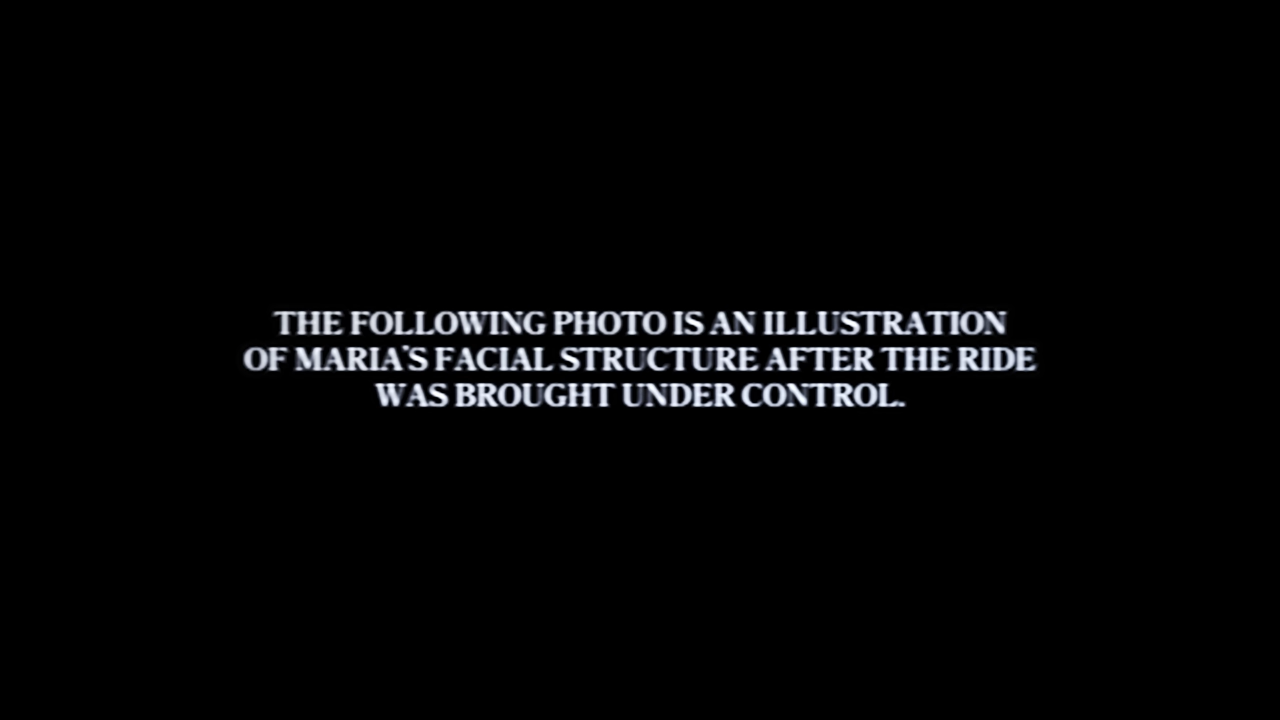 THE FOLLOWING PHOTO IS AN ILLUSTRATION
OF MARIA'S FACIAL STRUCTURE AFTER THE RIDE
WAS BROUGHT UNDER CONTROL.